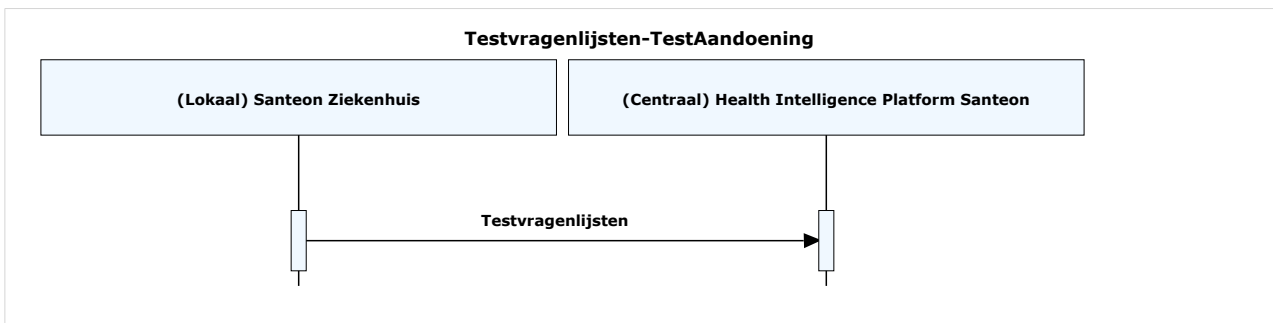 Testvragenlijsten-TestAandoening
(Lokaal) Santeon Ziekenhuis
(Centraal) Health Intelligence Platform Santeon
Testvragenlijsten